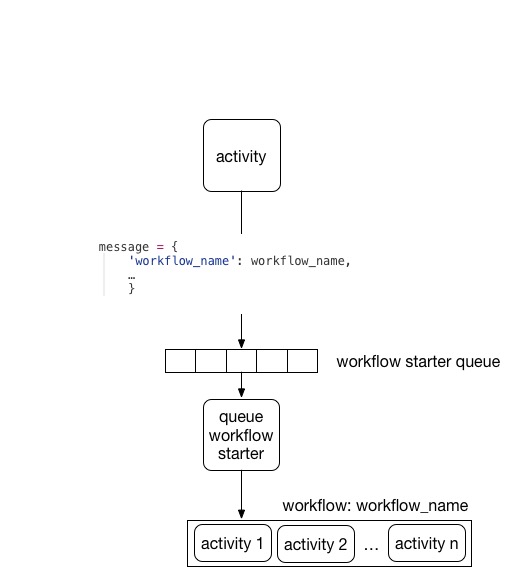 activity
message = {
'workflow_name': workflow_name,
…
}
workflow starter queue
queue
workflow
starter
workflow: workflow_name
activity 1 activity 2 ... activity n